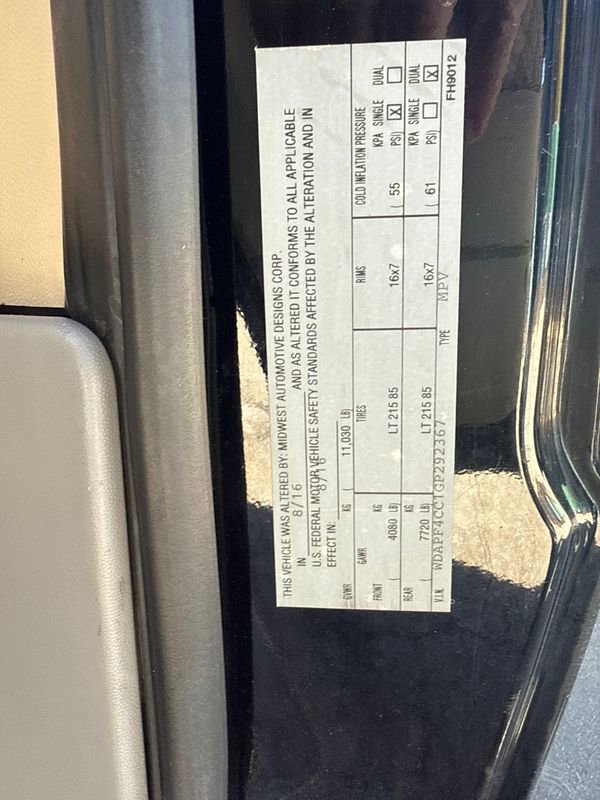 THIS VEHICLE WAS ALTERED BY: MIDWEST AUTOMOTIVE DESIGNS CORP.
IN 8/16 AND AS ALTERED IT CONFORMS TO ALL APPLICABLE
U.S. FEDERAL MOTOR VEHICLE SAFETY STANDARDS AFFECTED BY THE ALTERATION AND IN
EFFECT IN: 8/16
GVWR KG ( 11,030 LB)
GAWR TIRES RIMS COLD INFLATION PRESSURE
FRONT KG KPA SINGLE DUAL
( 4080 LB) LT 215 85 16x7 ( 55 PSI) X
REAR KG KPA SINGLE DUAL
( 7720 LB) LT 215 85 16x7 ( 61 PSI) X
V.I.N. WDAPF4CC1GP292367 TYPE MPV FH9012